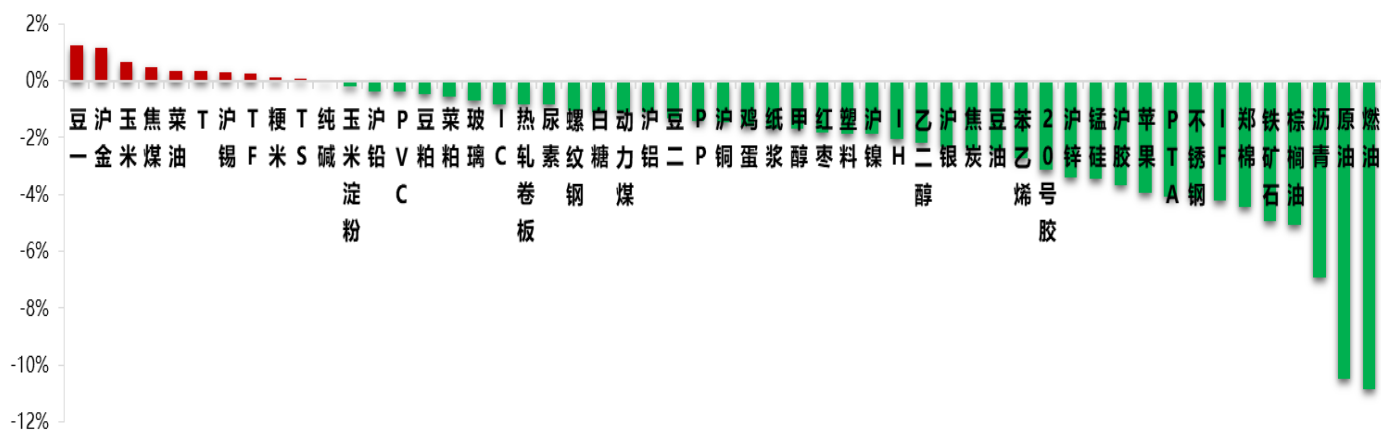 2%
0%
-2%
-4%
-6%
-8%
-10%
-12%
豆一
沪金
玉米
焦煤
菜油
T
沪锡
TF
粳米
TS
纯碱
玉米淀粉
沪铅
PVC
豆粕
菜粕
玻璃
IC
热轧卷板
尿素
螺纹钢
白糖
动力煤
沪铝
豆二
PP
沪铜
鸡蛋
纸浆
甲醇
红枣
塑料
沪镍
IH
乙二醇
沪银
焦炭
豆油
苯乙烯
20号胶
沪锌
锰硅
沪胶
苹果
PTA
不锈钢
IF
郑棉
铁矿石
棕榈油
沥青
原油
燃油